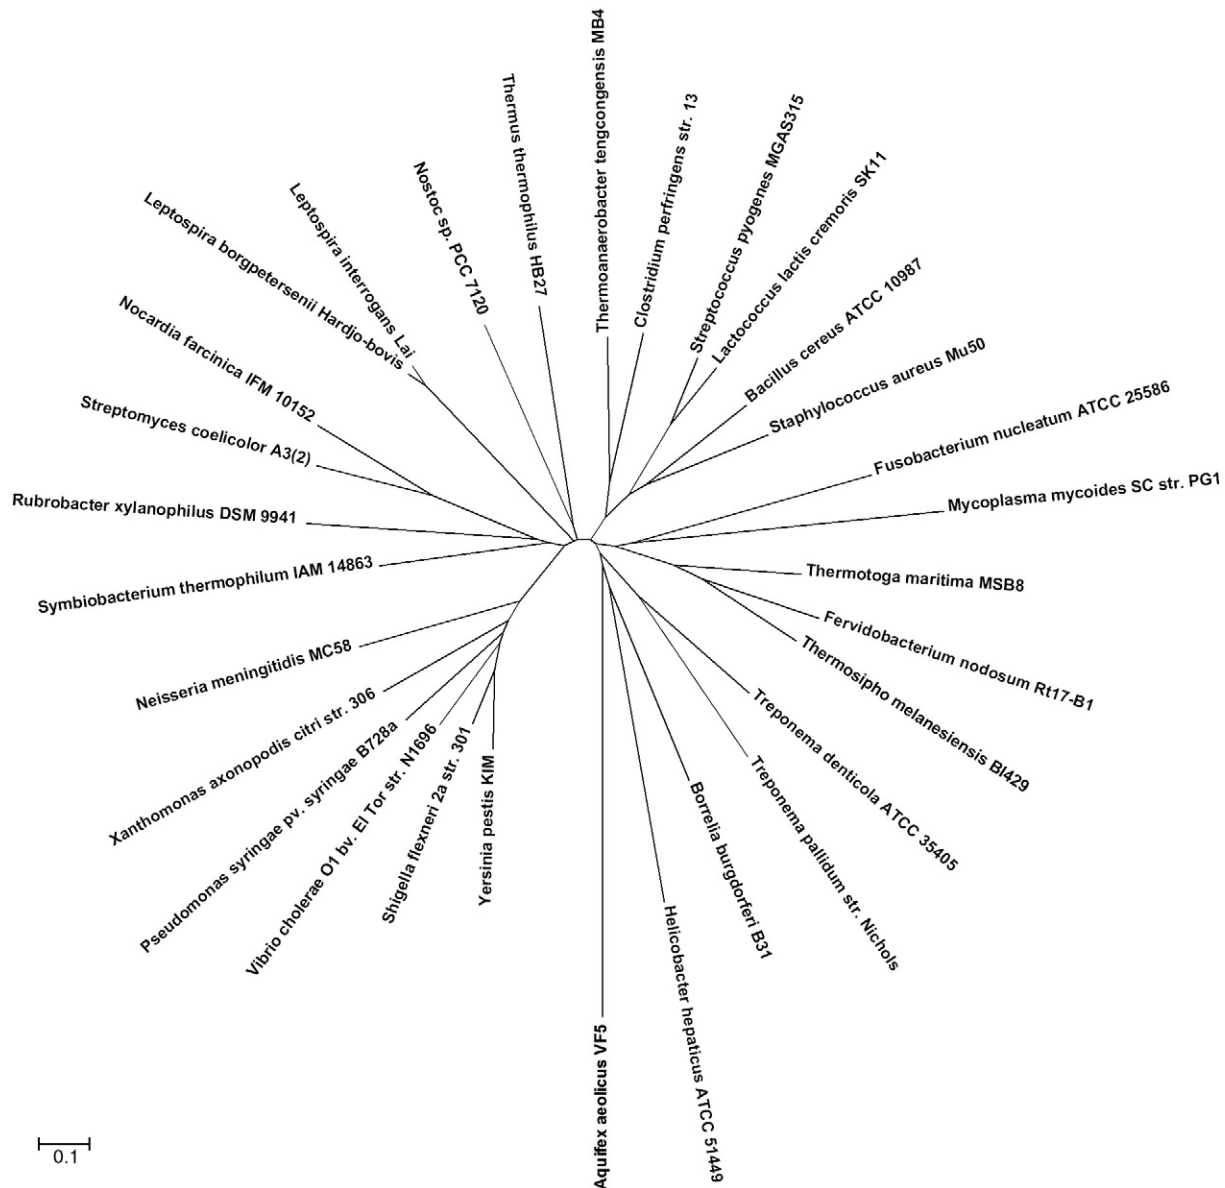 Thermoanaerobacter tengcongensis MB4
Clostridium perfringens str. 13
Streptococcus pyogenes MGAS315
Lactococcus lactis cremoris SK11
Bacillus cereus ATCC 10987
Staphylococcus aureus Mu50
Fusobacterium nucleatum ATCC 25586
Mycoplasma mycoides SC str. PG1
Thermotoga maritima MSB8
Fervidobacterium nodosum Rt17-B1
Thermosipho melanesiensis BI429
Treponema denticola ATCC 35405
Treponema pallidum str. Nichols
Borrelia burgdorferi B31
Helicobacter hepaticus ATCC 51449
Aquifex aeolicus VF5
Yersinia pestis KIM
Shigella flexneri 2a str. 301
Vibrio cholerae O1 bv. El Tor str. N1696
Pseudomonas syringae pv. syringae B728a
Xanthomonas axonopodis citri str. 306
Neisseria meningitidis MC58
Symbiobacterium thermophilum IAM 14863
Rubrobacter xylanophilus DSM 9941
Streptomyces coelicolor A3(2)
Nocardia farcinica IFM 10152
Leptospira borgpetersenii Hardjo-bovis
Leptospira interrogans Lai
Nostoc sp. PCC 7120
Thermus thermophilus HB27
0.1